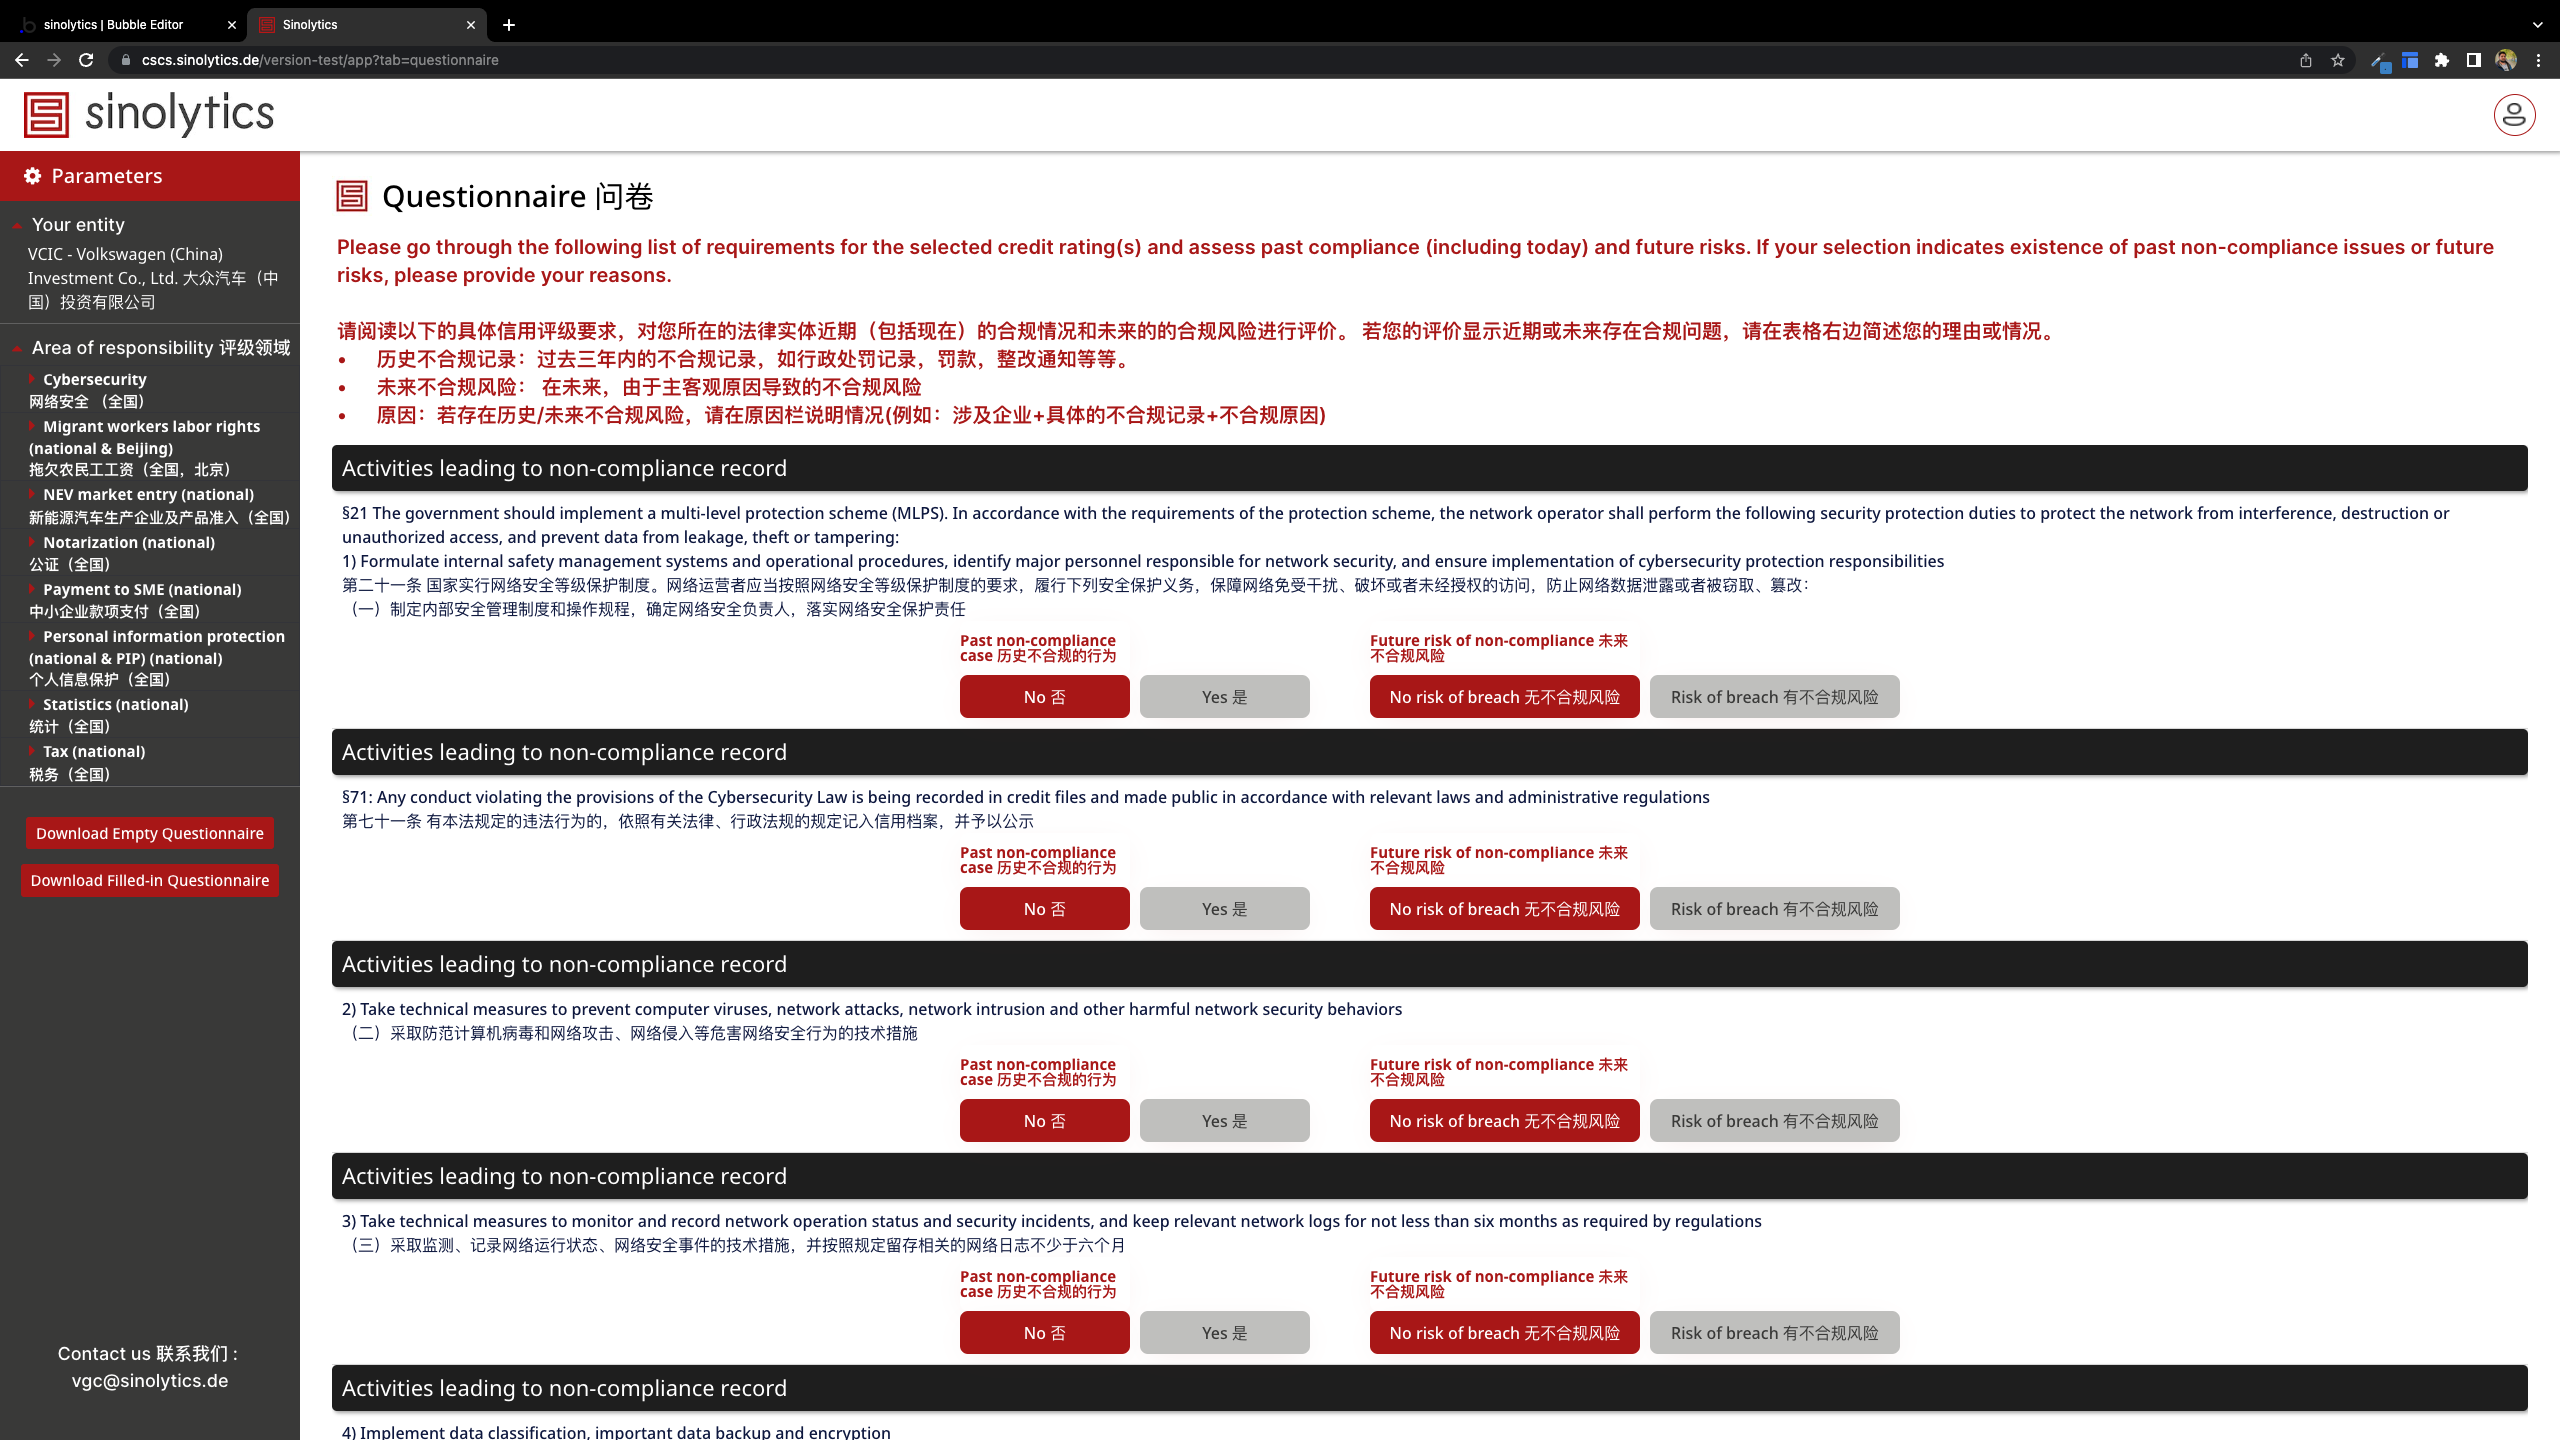 sinolytics | Bubble Editor
Sinolytics
cscs.sinolytics.de/version-test/app?tab=questionnaire
sinolytics
Parameters
Your entity
VCIC - Volkswagen (China)
Investment Co., Ltd. 大众汽车（中
国）投资有限公司
Area of responsibility 评级领域
Cybersecurity
网络安全 （全国）
Migrant workers labor rights
(national & Beijing)
拖欠农民工工资（全国，北京）
NEV market entry (national)
新能源汽车生产企业及产品准入（全国）
Notarization (national)
公证（全国）
Payment to SME (national)
中小企业款项支付（全国）
Personal information protection
(national & PIP) (national)
个人信息保护（全国）
Statistics (national)
统计（全国）
Tax (national)
税务（全国）
Download Empty Questionnaire
Download Filled-in Questionnaire
Contact us 联系我们 :
vgc@sinolytics.de
Questionnaire 问卷
Please go through the following list of requirements for the selected credit rating(s) and assess past compliance (including today) and future risks. If your selection indicates existence of past non-compliance issues or future
risks, please provide your reasons.
请阅读以下的具体信用评级要求，对您所在的法律实体近期（包括现在）的合规情况和未来的的合规风险进行评价。 若您的评价显示近期或未来存在合规问题，请在表格右边简述您的理由或情况。
• 历史不合规记录：过去三年内的不合规记录，如行政处罚记录，罚款，整改通知等等。
• 未来不合规风险： 在未来，由于主客观原因导致的不合规风险
• 原因：若存在历史/未来不合规风险，请在原因栏说明情况(例如：涉及企业+具体的不合规记录+不合规原因)
Activities leading to non-compliance record
§21 The government should implement a multi-level protection scheme (MLPS). In accordance with the requirements of the protection scheme, the network operator shall perform the following security protection duties to protect the network from interference, destruction or
unauthorized access, and prevent data from leakage, theft or tampering:
1) Formulate internal safety management systems and operational procedures, identify major personnel responsible for network security, and ensure implementation of cybersecurity protection responsibilities
第二十一条 国家实行网络安全等级保护制度。网络运营者应当按照网络安全等级保护制度的要求，履行下列安全保护义务，保障网络免受干扰、破坏或者未经授权的访问，防止网络数据泄露或者被窃取、篡改：
（一）制定内部安全管理制度和操作规程，确定网络安全负责人，落实网络安全保护责任
Past non-compliance
case 历史不合规的行为
Future risk of non-compliance 未来
不合规风险
No 否
Yes 是
No risk of breach 无不合规风险
Risk of breach 有不合规风险
Activities leading to non-compliance record
§71: Any conduct violating the provisions of the Cybersecurity Law is being recorded in credit files and made public in accordance with relevant laws and administrative regulations
第七十一条 有本法规定的违法行为的，依照有关法律、行政法规的规定记入信用档案，并予以公示
Past non-compliance
case 历史不合规的行为
Future risk of non-compliance 未来
不合规风险
No 否
Yes 是
No risk of breach 无不合规风险
Risk of breach 有不合规风险
Activities leading to non-compliance record
2) Take technical measures to prevent computer viruses, network attacks, network intrusion and other harmful network security behaviors
（二）采取防范计算机病毒和网络攻击、网络侵入等危害网络安全行为的技术措施
Past non-compliance
case 历史不合规的行为
Future risk of non-compliance 未来
不合规风险
No 否
Yes 是
No risk of breach 无不合规风险
Risk of breach 有不合规风险
Activities leading to non-compliance record
3) Take technical measures to monitor and record network operation status and security incidents, and keep relevant network logs for not less than six months as required by regulations
（三）采取监测、记录网络运行状态、网络安全事件的技术措施，并按照规定留存相关的网络日志不少于六个月
Past non-compliance
case 历史不合规的行为
Future risk of non-compliance 未来
不合规风险
No 否
Yes 是
No risk of breach 无不合规风险
Risk of breach 有不合规风险
Activities leading to non-compliance record
4) Implement data classification, important data backup and encryption